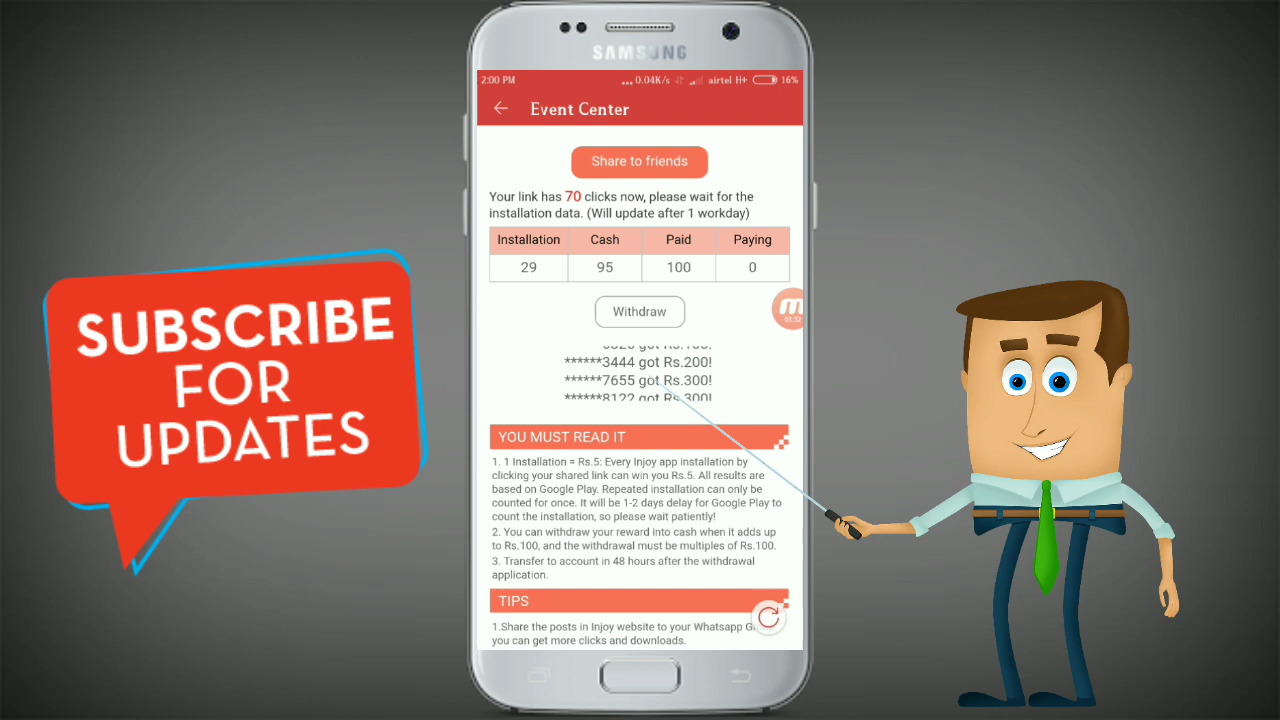 SUBSCRIBE
FOR
UPDATES
SAMSUNG
2:00 PM ... 0.04K/s airtel H+ 16%
Event Center
Share to friends
Your link has 70 clicks now, please wait for the
installation data. (Will update after 1 workday)
Installation Cash Paid Paying
29 95 100 0
Withdraw
01:32
******3444 got Rs.200!
******7655 got Rs.300!
******8122 got Rs.300!
YOU MUST READ IT
1. 1 Installation = Rs.5: Every Injoy app installation by
clicking your shared link can win you Rs.5. All results are
based on Google Play. Repeated installation can only be
counted for once. It will be 1-2 days delay for Google Play to
count the installation, so please wait patiently!
2. You can withdraw your reward into cash when it adds up
to Rs.100, and the withdrawal must be multiples of Rs.100.
3. Transfer to account in 48 hours after the withdrawal
application.
TIPS
1.Share the posts in Injoy website to your Whatsapp
you can get more clicks and downloads.